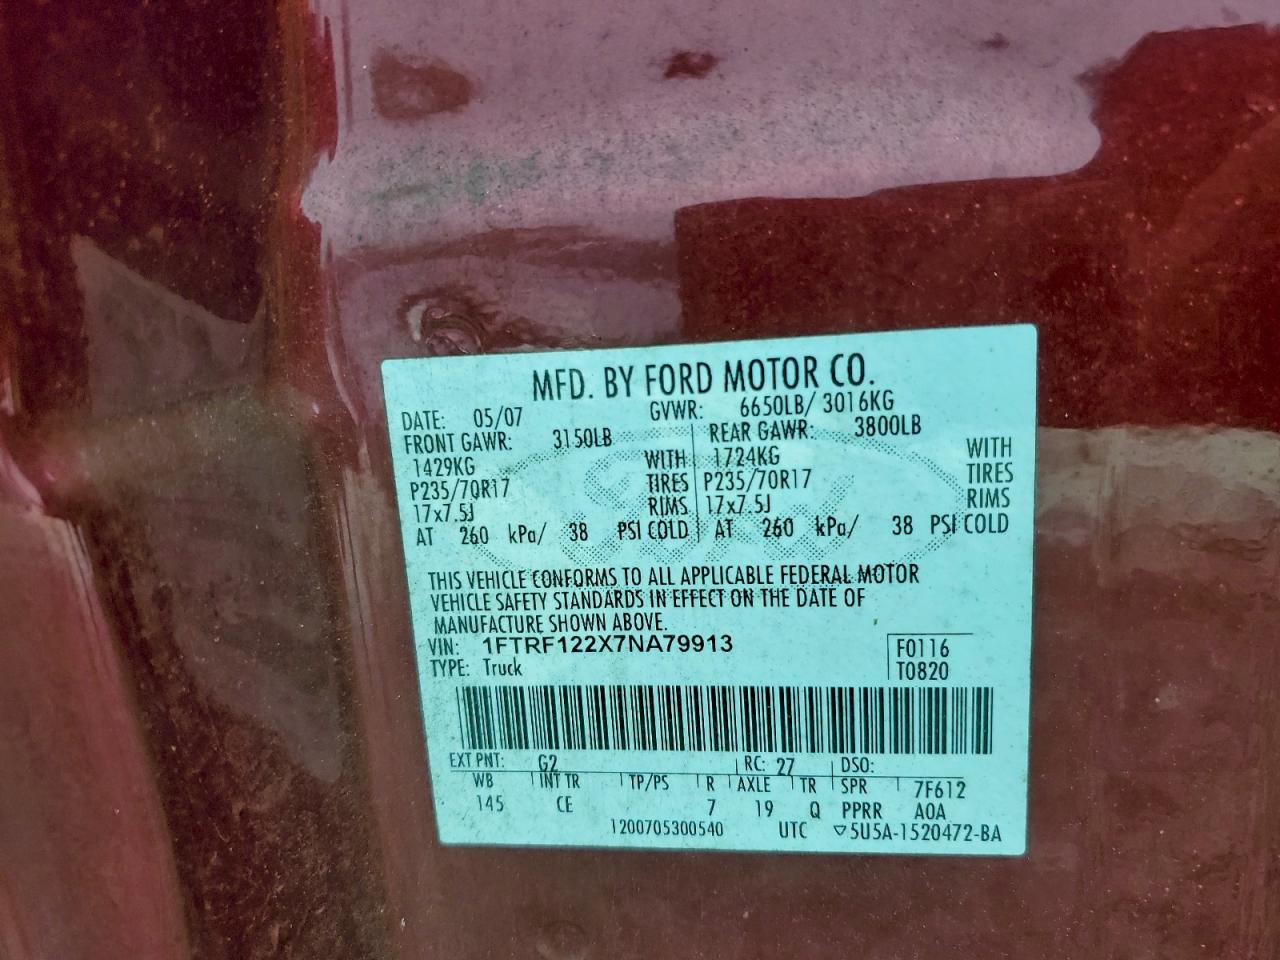 MFD. BY FORD MOTOR CO.
DATE: 05/07 GVWR: 6650LB/ 3016KG
FRONT GAWR: 3150LB REAR GAWR: 3800LB
1429KG WITH 1724KG WITH
P235/70R17 TIRES P235/70R17 TIRES
17x7.5J RIMS 17x7.5J RIMS
AT 260 kPa/ 38 PSI COLD AT 260 kPa/ 38 PSI COLD
THIS VEHICLE CONFORMS TO ALL APPLICABLE FEDERAL MOTOR
VEHICLE SAFETY STANDARDS IN EFFECT ON THE DATE OF
MANUFACTURE SHOWN ABOVE.
VIN: 1FTRF122X7NA79913 F0116
TYPE: Truck T0820
EXT PNT: G2 RC: 27 DSO:
WB INT TR TP/PS R AXLE TR SPR 7F612
145 CE 7 19 Q PPRR AOA
1200705300540 UTC ▽5U5A-1520472-BA